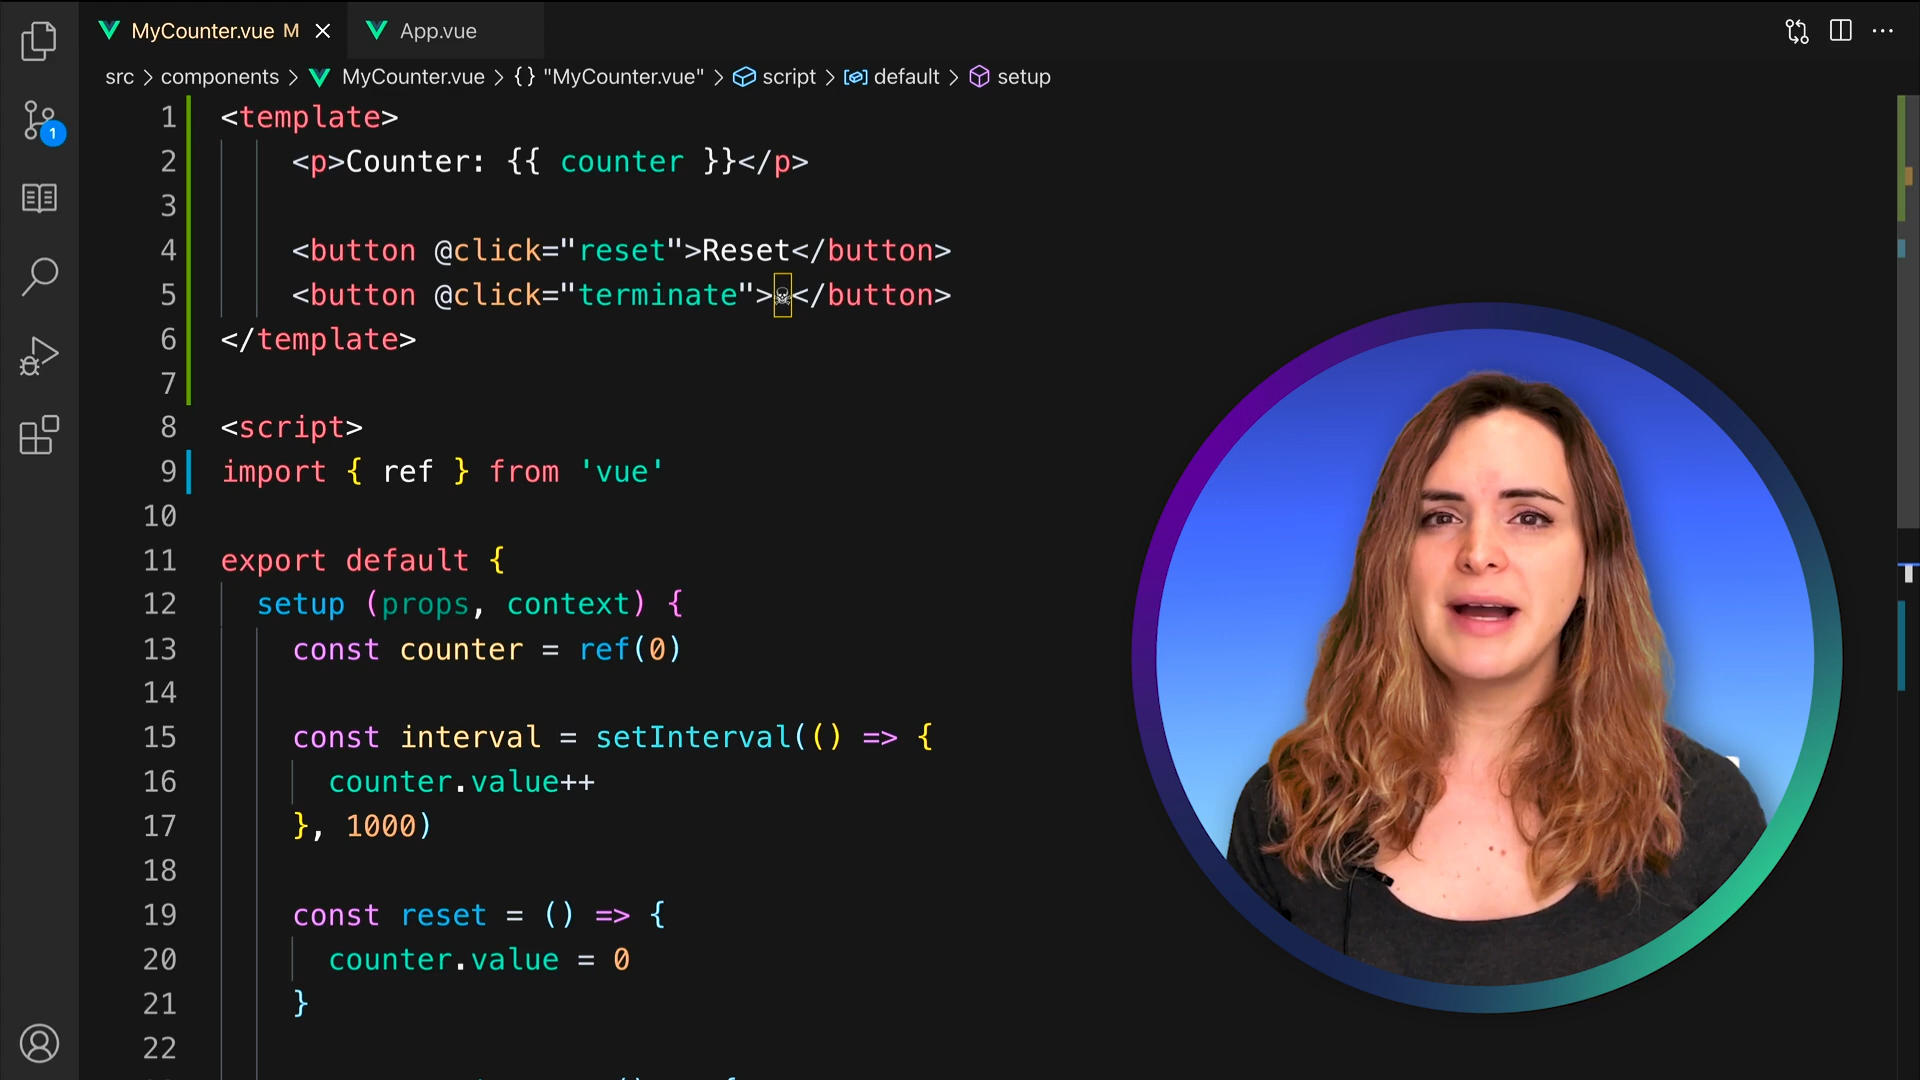 MyCounter.vue M
App.vue
src > components > MyCounter.vue > {} "MyCounter.vue" > script > default > setup
1
1 <template>
2 <p>Counter: {{ counter }}</p>
3
4 <button @click="reset">Reset</button>
5 <button @click="terminate">☠</button>
6 </template>
7
8 <script>
9 import { ref } from 'vue'
10
11 export default {
12 setup (props, context) {
13 const counter = ref(0)
14
15 const interval = setInterval(() => {
16 counter.value++
17 }, 1000)
18
19 const reset = () => {
20 counter.value = 0
21 }
22